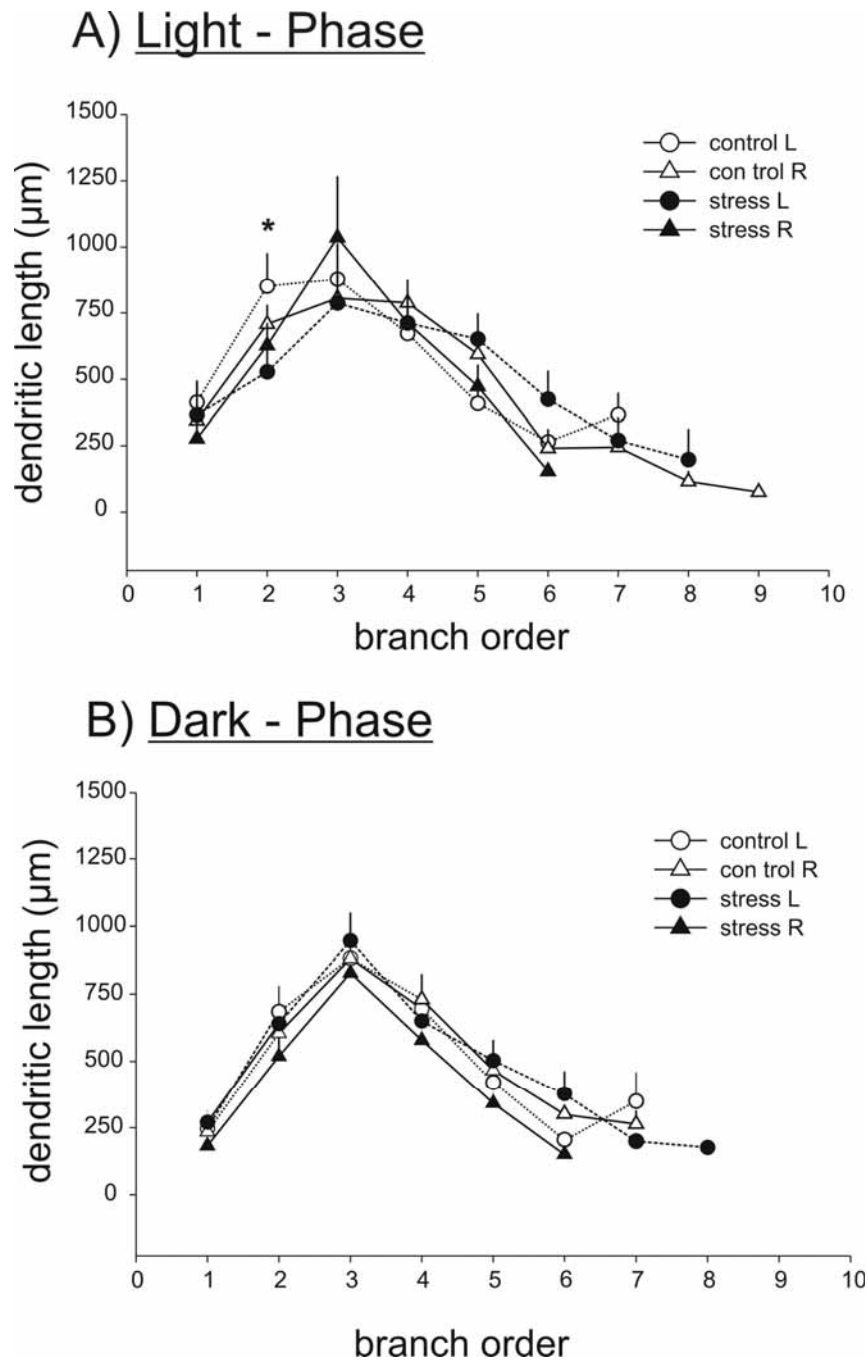 A) Light - Phase
1500
1250
1000
750
500
250
0
dendritic length (µm)
*
control L
con trol R
stress L
stress R
0 1 2 3 4 5 6 7 8 9 10
branch order
B) Dark - Phase
1500
1250
1000
750
500
250
0
dendritic length (µm)
control L
con trol R
stress L
stress R
0 1 2 3 4 5 6 7 8 9 10
branch order